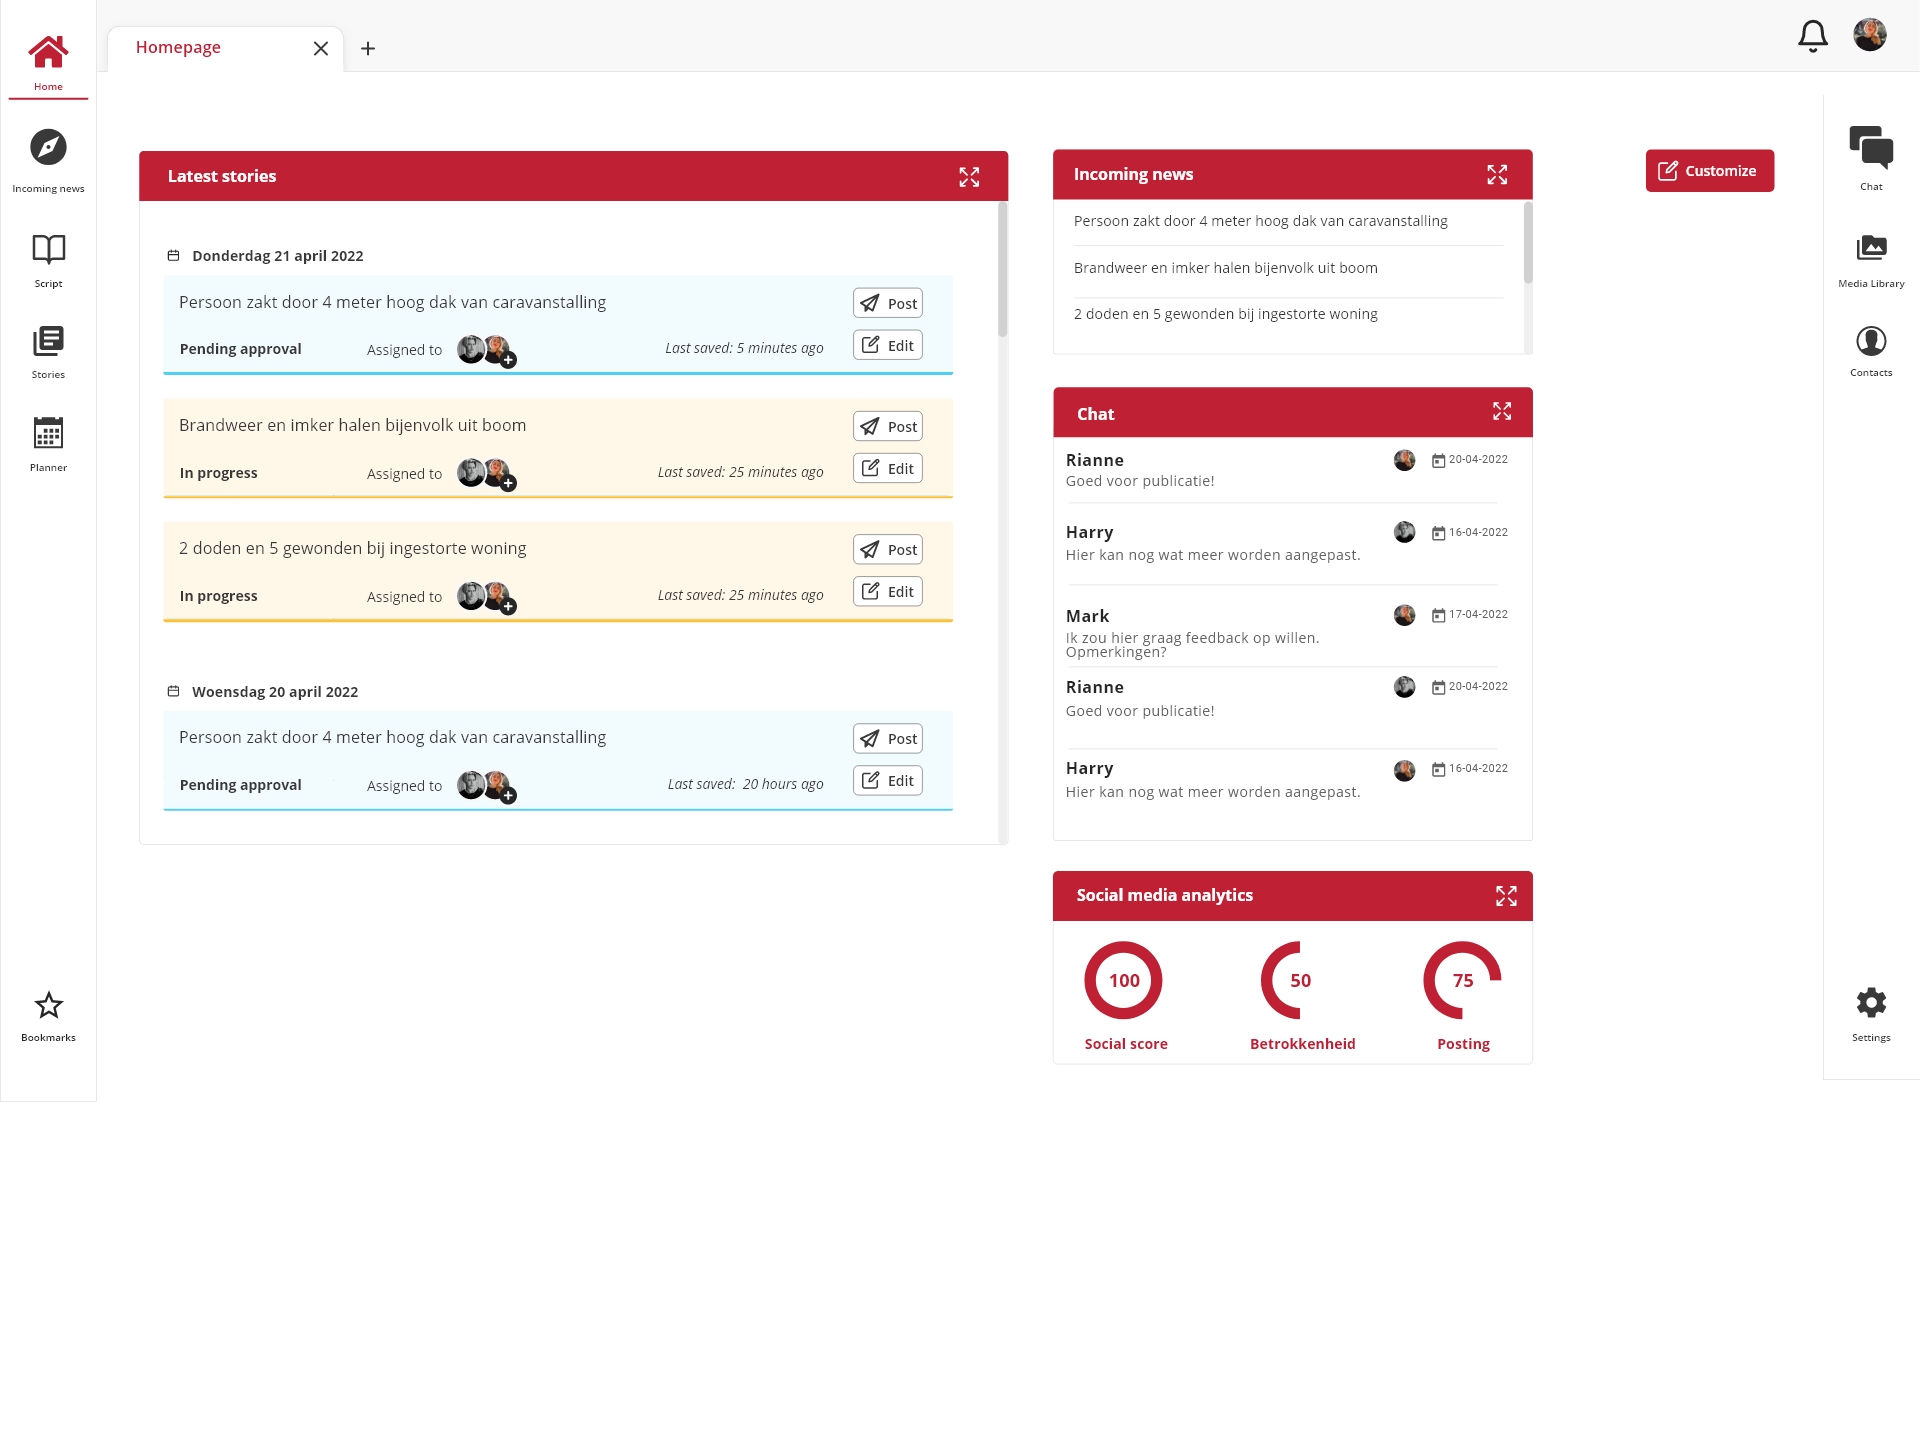 Homepage
Home
Incoming news
Script
Stories
Planner
Bookmarks
Latest stories
Donderdag 21 april 2022
Persoon zakt door 4 meter hoog dak van caravanstalling
Post
Pending approval
Assigned to
Last saved: 5 minutes ago
Edit
Brandweer en imker halen bijenvolk uit boom
Post
In progress
Assigned to
Last saved: 25 minutes ago
Edit
2 doden en 5 gewonden bij ingestorte woning
Post
In progress
Assigned to
Last saved: 25 minutes ago
Edit
Woensdag 20 april 2022
Persoon zakt door 4 meter hoog dak van caravanstalling
Post
Pending approval
Assigned to
Last saved: 20 hours ago
Edit
Incoming news
Persoon zakt door 4 meter hoog dak van caravanstalling
Brandweer en imker halen bijenvolk uit boom
2 doden en 5 gewonden bij ingestorte woning
Chat
Rianne
20-04-2022
Goed voor publicatie!
Harry
16-04-2022
Hier kan nog wat meer worden aangepast.
Mark
17-04-2022
Ik zou hier graag feedback op willen.
Opmerkingen?
Rianne
20-04-2022
Goed voor publicatie!
Harry
16-04-2022
Hier kan nog wat meer worden aangepast.
Social media analytics
100
50
75
Social score
Betrokkenheid
Posting
Customize
Chat
Media Library
Contacts
Settings